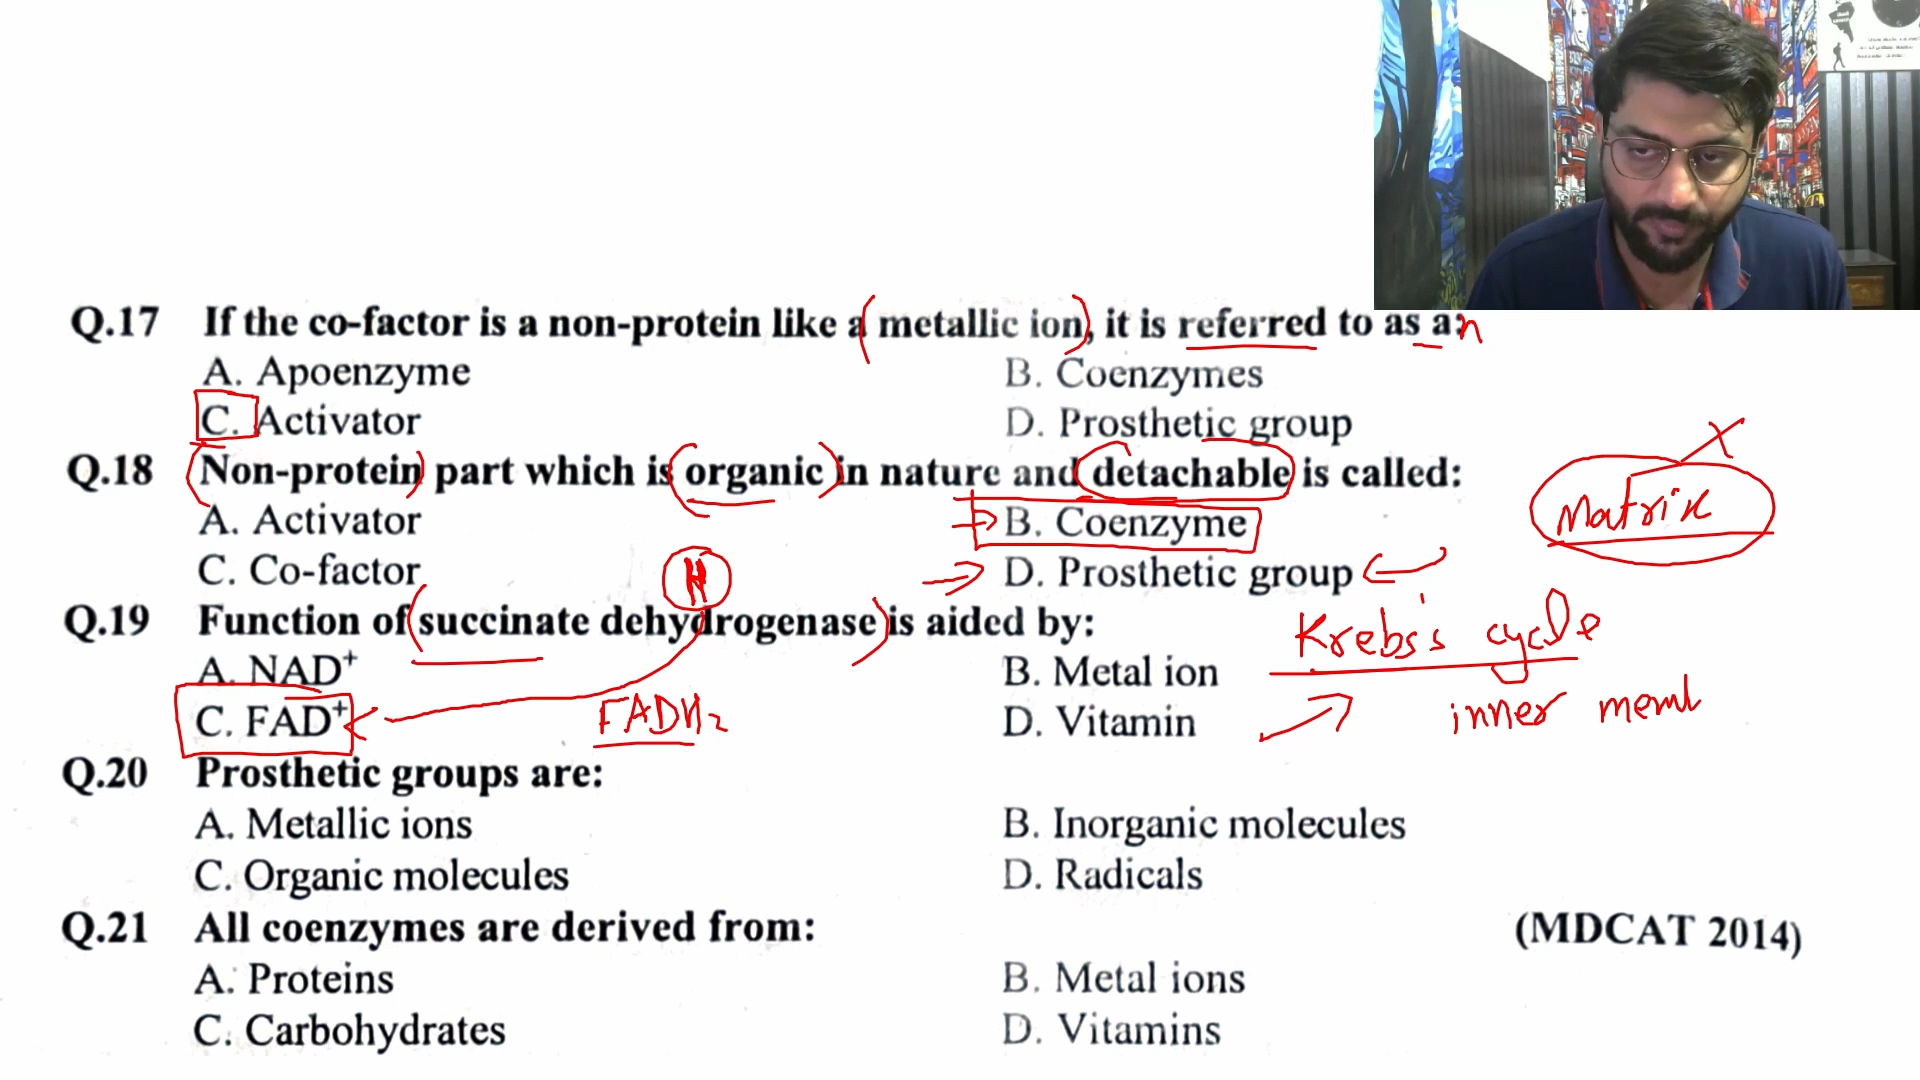 Q.17 If the co-factor is a non-protein like a (metallic ion), it is referred to as an
A. Apoenzyme B. Coenzymes
C. Activator D. Prosthetic group
Q.18 (Non-protein) part which is (organic) in nature and detachable is called:
A. Activator B. Coenzyme
C. Co-factor D. Prosthetic group
Matrix
H
Q.19 Function of (succinate dehydrogenase) is aided by:
Krebs's cycle
A. NAD⁺ B. Metal ion
C. FAD⁺ FADH₂ D. Vitamin
inner memb
Q.20 Prosthetic groups are:
A. Metallic ions B. Inorganic molecules
C. Organic molecules D. Radicals
Q.21 All coenzymes are derived from: (MDCAT 2014)
A. Proteins B. Metal ions
C. Carbohydrates D. Vitamins